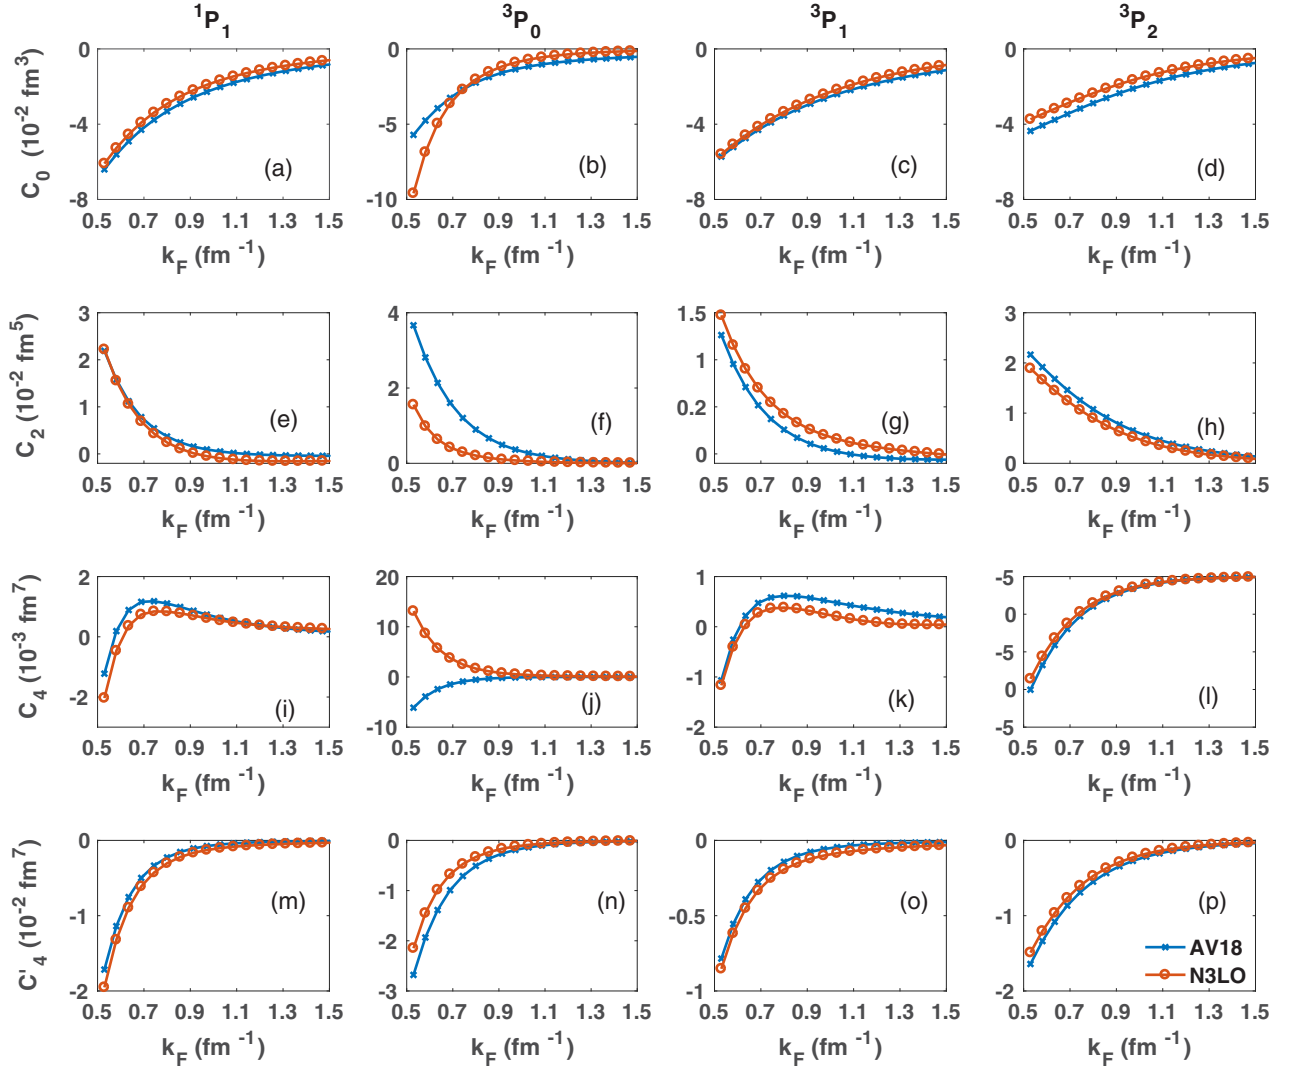 ¹P₁ ³P₀ ³P₁ ³P₂
C₀ (10⁻² fm³)
0 0 0 0
-4 -5 -4 -4
-8 -10 -8 -8
(a) (b) (c) (d)
0.5 0.7 0.9 1.1 1.3 1.5 0.5 0.7 0.9 1.1 1.3 1.5 0.5 0.7 0.9 1.1 1.3 1.5 0.5 0.7 0.9 1.1 1.3 1.5
k_F (fm ⁻¹) k_F (fm ⁻¹) k_F (fm ⁻¹) k_F (fm ⁻¹)
C₂ (10⁻² fm⁵)
3 4 1.5 3
2 2 1 2
1 0 0.2 1
0 0 0
(e) (f) (g) (h)
0.5 0.7 0.9 1.1 1.3 1.5 0.5 0.7 0.9 1.1 1.3 1.5 0.5 0.7 0.9 1.1 1.3 1.5 0.5 0.7 0.9 1.1 1.3 1.5
k_F (fm ⁻¹) k_F (fm ⁻¹) k_F (fm ⁻¹) k_F (fm ⁻¹)
C₄ (10⁻³ fm⁷)
2 20 1 -5
0 10 0 0
-2 0 -1 -5
-10 -2 0
-5
(i) (j) (k) (l)
0.5 0.7 0.9 1.1 1.3 1.5 0.5 0.7 0.9 1.1 1.3 1.5 0.5 0.7 0.9 1.1 1.3 1.5 0.5 0.7 0.9 1.1 1.3 1.5
k_F (fm ⁻¹) k_F (fm ⁻¹) k_F (fm ⁻¹) k_F (fm ⁻¹)
C'₄ (10⁻² fm⁷)
0 0 0 0
-1 -1 -0.5 -1
-2 -2 -1 -2
-3
(m) (n) (o) (p)
AV18
N3LO
0.5 0.7 0.9 1.1 1.3 1.5 0.5 0.7 0.9 1.1 1.3 1.5 0.5 0.7 0.9 1.1 1.3 1.5 0.5 0.7 0.9 1.1 1.3 1.5
k_F (fm ⁻¹) k_F (fm ⁻¹) k_F (fm ⁻¹) k_F (fm ⁻¹)